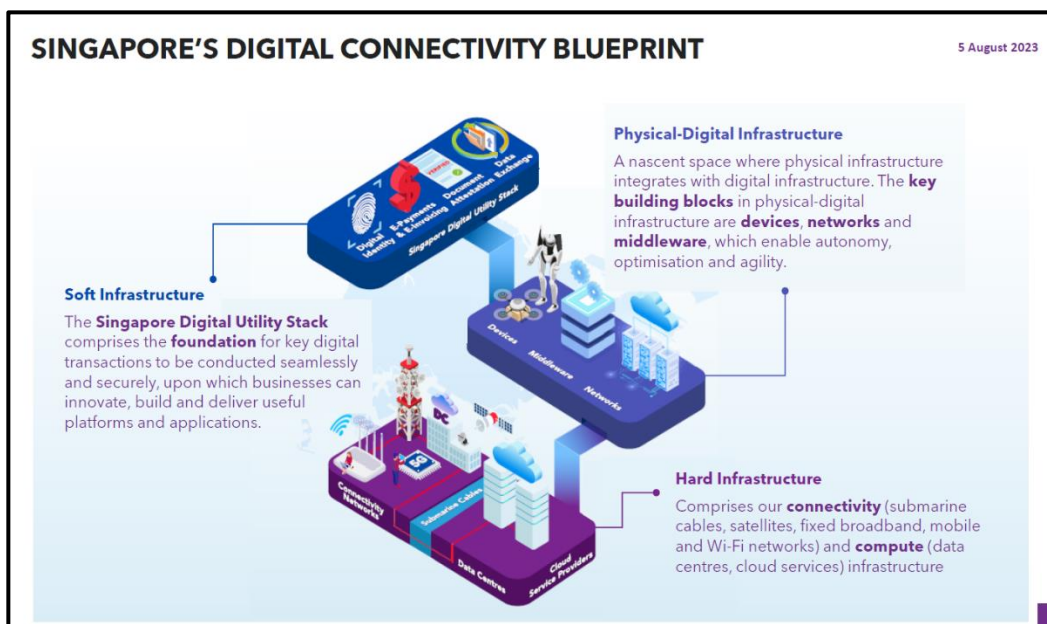 SINGAPORE'S DIGITAL CONNECTIVITY BLUEPRINT
5 August 2023
Digital
Identity
E-Payments
& E-Invoicing
VERIFIED
Document
Attestation
Data
Exchange
Singapore Digital Utility Stack
Physical-Digital Infrastructure
A nascent space where physical infrastructure
integrates with digital infrastructure. The key
building blocks in physical-digital
infrastructure are devices, networks and
middleware, which enable autonomy,
optimisation and agility.
Soft Infrastructure
The Singapore Digital Utility Stack
comprises the foundation for key digital
transactions to be conducted seamlessly
and securely, upon which businesses can
innovate, build and deliver useful
platforms and applications.
Devices
Middleware
Networks
DC
5G
Connectivity
Networks
Submarine Cables
Data Centres
Cloud
Service Providers
Hard Infrastructure
Comprises our connectivity (submarine
cables, satellites, fixed broadband, mobile
and Wi-Fi networks) and compute (data
centres, cloud services) infrastructure